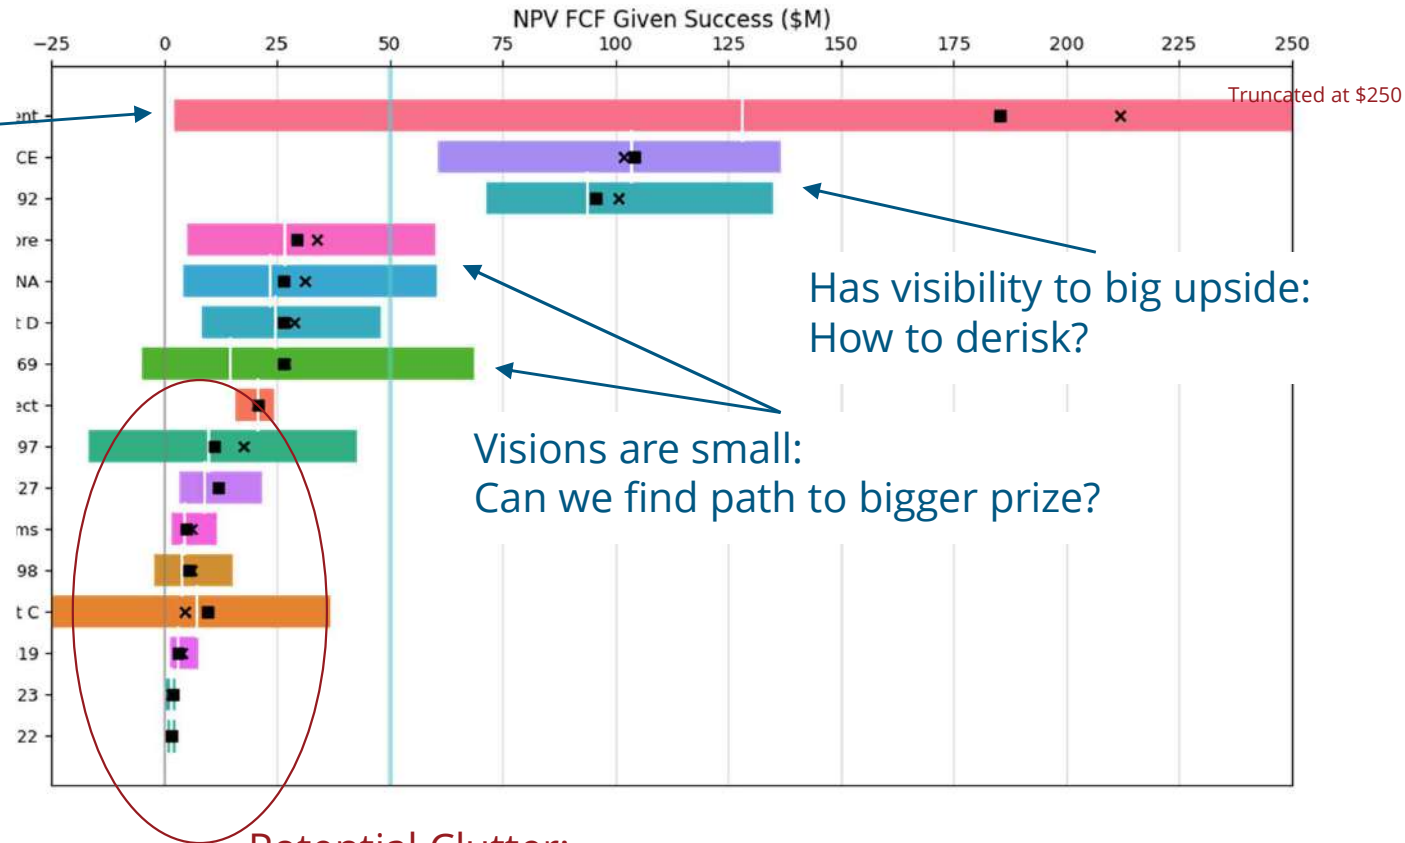 NPV FCF Given Success ($M)
−25 0 25 50 75 100 125 150 175 200 225 250
Truncated at $250
CE
92
NA
t D
69
97
27
ms
98
t C
19
23
22
Has visibility to big upside:
How to derisk?
Visions are small:
Can we find path to bigger prize?
Potential Clutter: